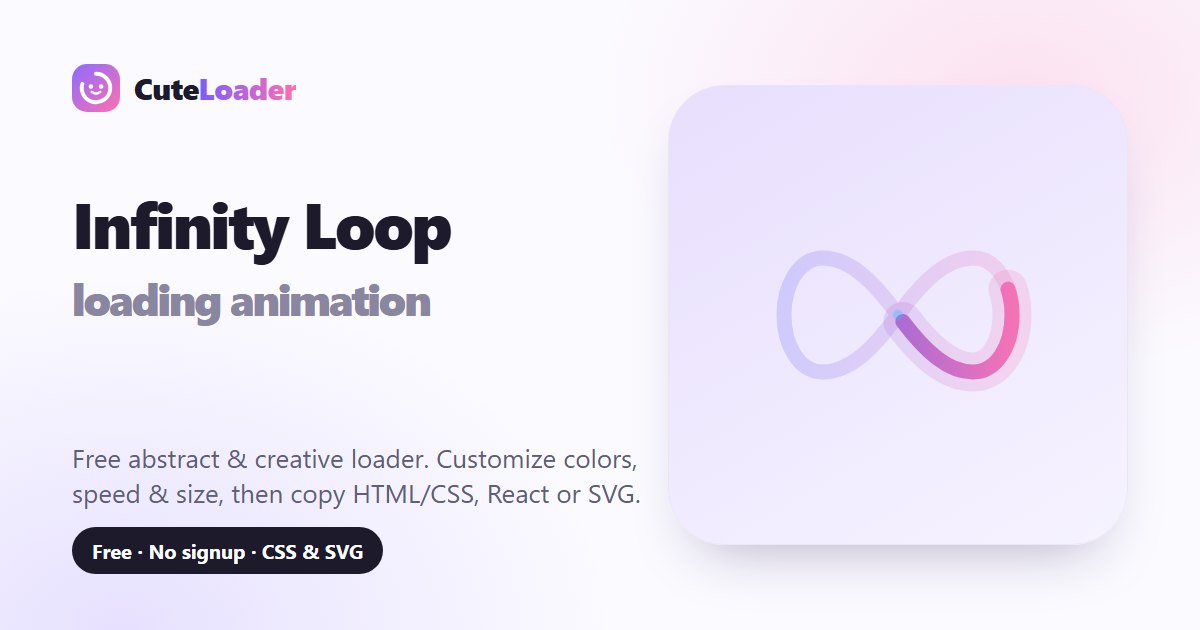 CuteLoader
Infinity Loop
loading animation
Free abstract & creative loader. Customize colors,
speed & size, then copy HTML/CSS, React or SVG.
Free · No signup · CSS & SVG